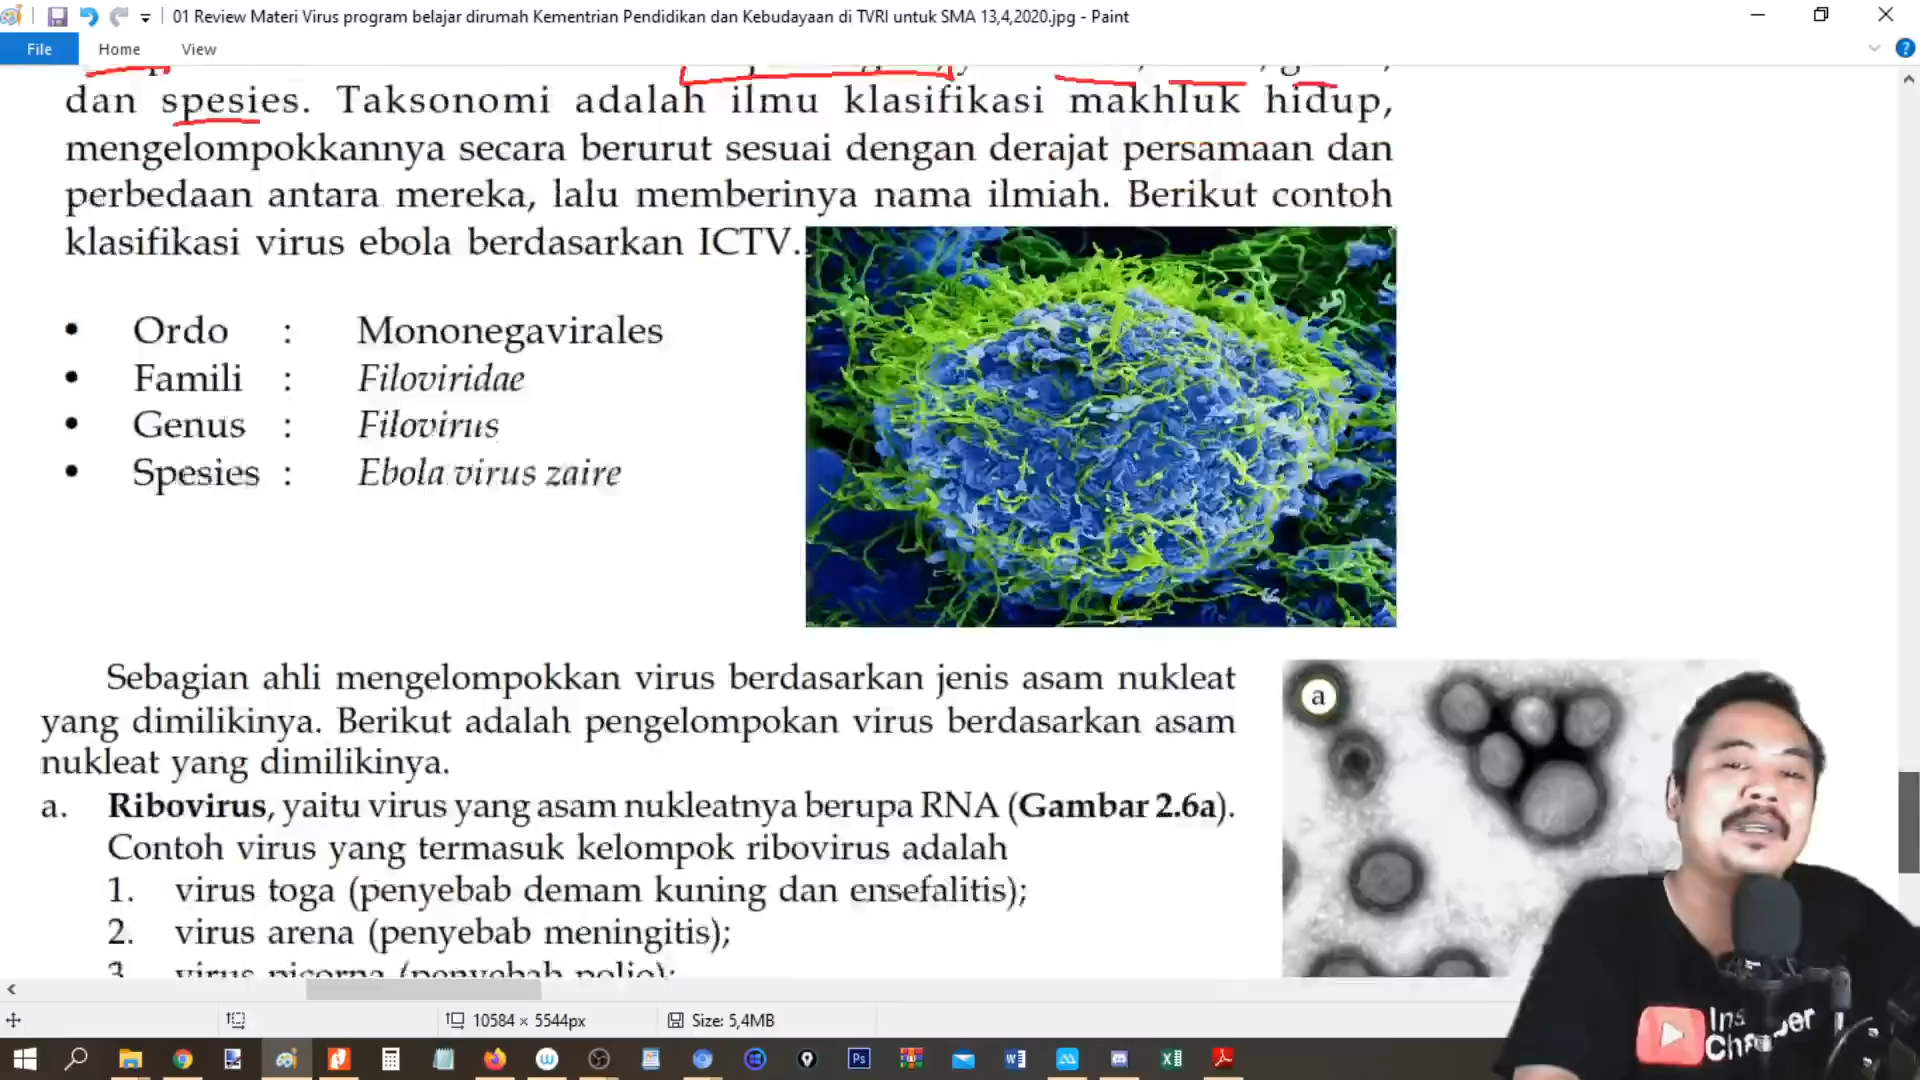 01 Review Materi Virus program belajar dirumah Kementrian Pendidikan dan Kebudayaan di TVRI untuk SMA 13,4,2020.jpg - Paint
File Home View
dan spesies. Taksonomi adalah ilmu klasifikasi makhluk hidup,
mengelompokkannya secara berurut sesuai dengan derajat persamaan dan
perbedaan antara mereka, lalu memberinya nama ilmiah. Berikut contoh
klasifikasi virus ebola berdasarkan ICTV.
• Ordo : Mononegavirales
• Famili : Filoviridae
• Genus : Filovirus
• Spesies : Ebola virus zaire
Sebagian ahli mengelompokkan virus berdasarkan jenis asam nukleat
yang dimilikinya. Berikut adalah pengelompokan virus berdasarkan asam
nukleat yang dimilikinya.
a
a. Ribovirus, yaitu virus yang asam nukleatnya berupa RNA (Gambar 2.6a).
Contoh virus yang termasuk kelompok ribovirus adalah
1. virus toga (penyebab demam kuning dan ensefalitis);
2. virus arena (penyebab meningitis);
3. virus picorna (penyebab polio);
10584 × 5544px
Size: 5,4MB